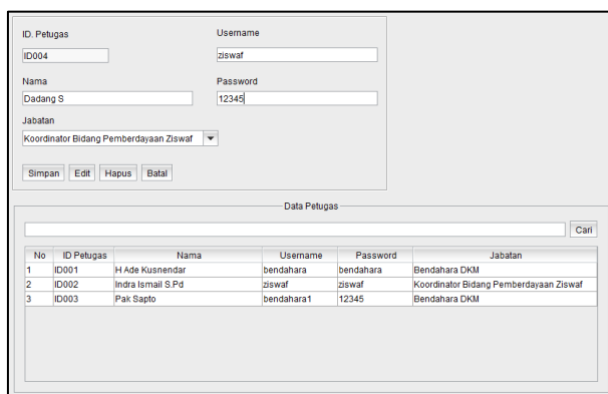 ID. Petugas Username
ID004 ziswaf
Nama Password
Dadang S 12345
Jabatan
Koordinator Bidang Pemberdayaan Ziswaf
Simpan Edit Hapus Batal
Data Petugas
Cari
No ID Petugas Nama Username Password Jabatan
1 ID001 H Ade Kusnendar bendahara bendahara Bendahara DKM
2 ID002 Indra Ismail S.Pd ziswaf ziswaf Koordinator Bidang Pemberdayaan Ziswaf
3 ID003 Pak Sapto bendahara1 12345 Bendahara DKM